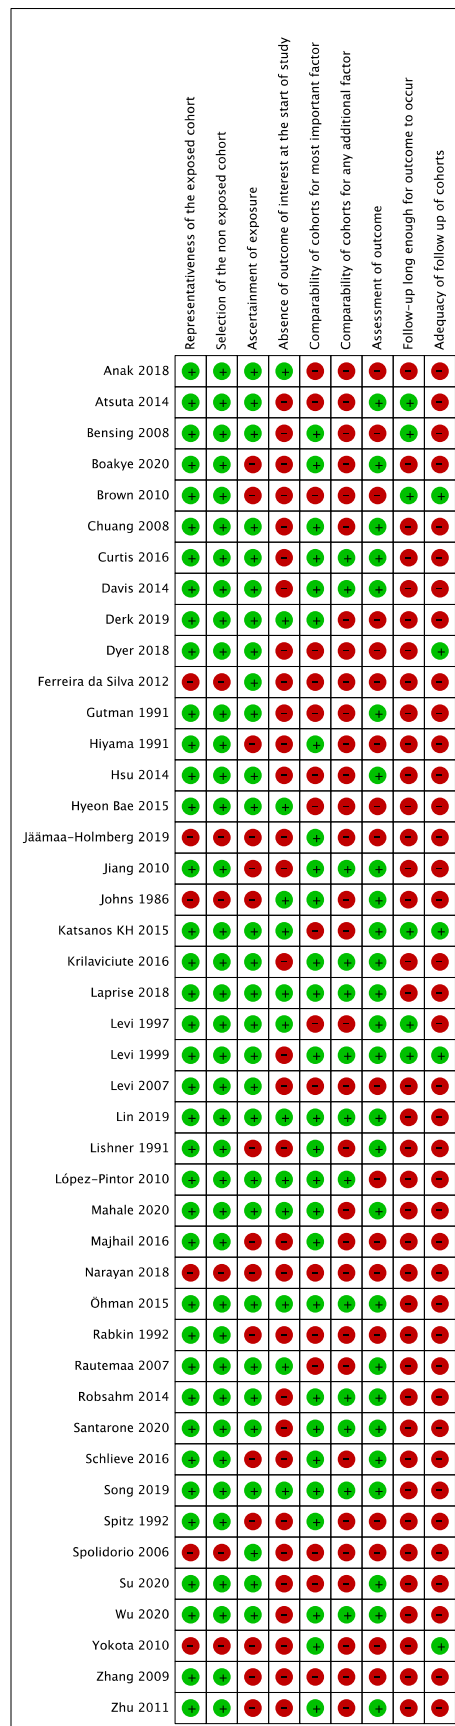 Representativeness of the exposed cohort
Selection of the non exposed cohort
Ascertainment of exposure
Absence of outcome of interest at the start of study
Comparability of cohorts for most important factor
Comparability of cohorts for any additional factor
Assessment of outcome
Follow-up long enough for outcome to occur
Adequacy of follow up of cohorts
Anak 2018 + + + + - - - - -
Atsuta 2014 + + + - - - + + -
Bensing 2008 + + + - + - - + -
Boakye 2020 + + - - + - + - -
Brown 2010 + + - - - - - + +
Chuang 2008 + + + - + - + - -
Curtis 2016 + + + - + + + - -
Davis 2014 + + + - + + + - -
Derk 2019 + + + + + - - - -
Dyer 2018 + + + - - - - - +
Ferreira da Silva 2012 - - + - - - - - -
Gutman 1991 + + + - - - + - -
Hiyama 1991 + + - - + - - - -
Hsu 2014 + + + - - - + - -
Hyeon Bae 2015 + + + + - - - - -
Jäämaa-Holmberg 2019 - - - - + - - - -
Jiang 2010 + + - - + + + - -
Johns 1986 - - - + + - + - -
Katsanos KH 2015 + + + + - - + + +
Krilaviciute 2016 + + + - + + + - -
Laprise 2018 + + + + + + + - -
Levi 1997 + + + + - - + + -
Levi 1999 + + + - + + + + +
Levi 2007 + + + - - - - - -
Lin 2019 + + + + + + + - -
Lishner 1991 + + - - + - + - -
López-Pintor 2010 + + + + + + - - -
Mahale 2020 + + + + + - + - -
Majhail 2016 + + - - + - - - -
Narayan 2018 - - - - - - - - -
Öhman 2015 + + + + + + + - -
Rabkin 1992 + + - - - - - - -
Rautemaa 2007 + + + + - - + - -
Robsahm 2014 + + + - + + + - -
Santarone 2020 + + + - + + + - -
Schlieve 2016 + + - - + - + - -
Song 2019 + + + + + + + - -
Spitz 1992 + + - - + - - - -
Spolidorio 2006 - - + - - - - - -
Su 2020 + + + - - - + - -
Wu 2020 + + + - + + + - -
Yokota 2010 - - - - + - - - +
Zhang 2009 + + - - - - - - -
Zhu 2011 + + - - + - + - -